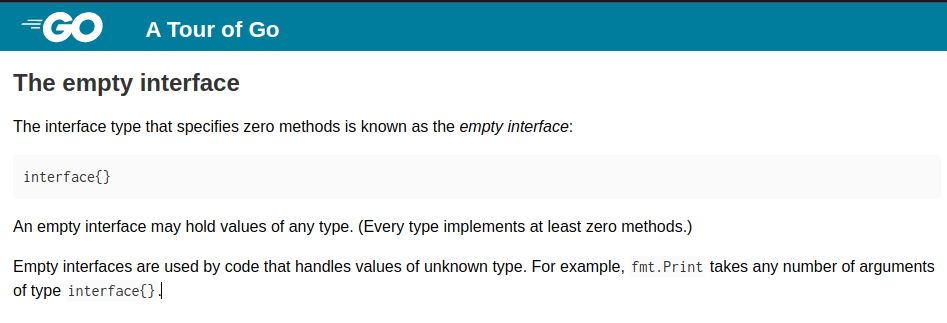 GO
A Tour of Go
The empty interface
The interface type that specifies zero methods is known as the empty interface:
interface{}
An empty interface may hold values of any type. (Every type implements at least zero methods.)
Empty interfaces are used by code that handles values of unknown type. For example, fmt.Print takes any number of arguments
of type interface{}.